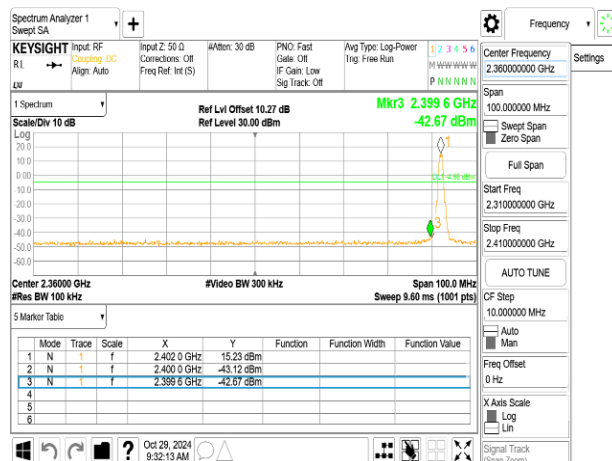 Spectrum Analyzer 1
Swept SA
Frequency
Settings
KEYSIGHT
RL
Input: RF
Coupling: DC
Align: Auto
Input Z: 50 Ω
Corrections: Off
Freq Ref: Int (S)
#Atten: 30 dB
PNO: Fast
Gate: Off
IF Gain: Low
Sig Track: Off
Avg Type: Log-Power
Trig: Free Run
1 2 3 4 5 6
M W W W W W
P N N N N N
1 Spectrum
Scale/Div 10 dB
Log
Ref Lvl Offset 10.27 dB
Ref Level 30.00 dBm
Mkr3 2.399 6 GHz
-42.67 dBm
20.0
10.0
0.00
-10.0
-20.0
-30.0
-40.0
-50.0
-60.0
1
3
Center 2.36000 GHz
#Res BW 100 kHz
#Video BW 300 kHz
Span 100.0 MHz
Sweep 9.60 ms (1001 pts)
5 Marker Table
Mode Trace Scale X Y Function Function Width Function Value
1 N 1 f 2.402 0 GHz 15.23 dBm
2 N 1 f 2.400 0 GHz -43.12 dBm
3 N 1 f 2.399 6 GHz -42.67 dBm
4
5
6
Oct 29, 2024
9:32:13 AM
Center Frequency
2.360000000 GHz
Span
100.000000 MHz
Swept Span
Zero Span
Full Span
Start Freq
2.310000000 GHz
Stop Freq
2.410000000 GHz
AUTO TUNE
CF Step
10.000000 MHz
Auto
Man
Freq Offset
0 Hz
X Axis Scale
Log
Lin
Signal Track
(Span Zoom)